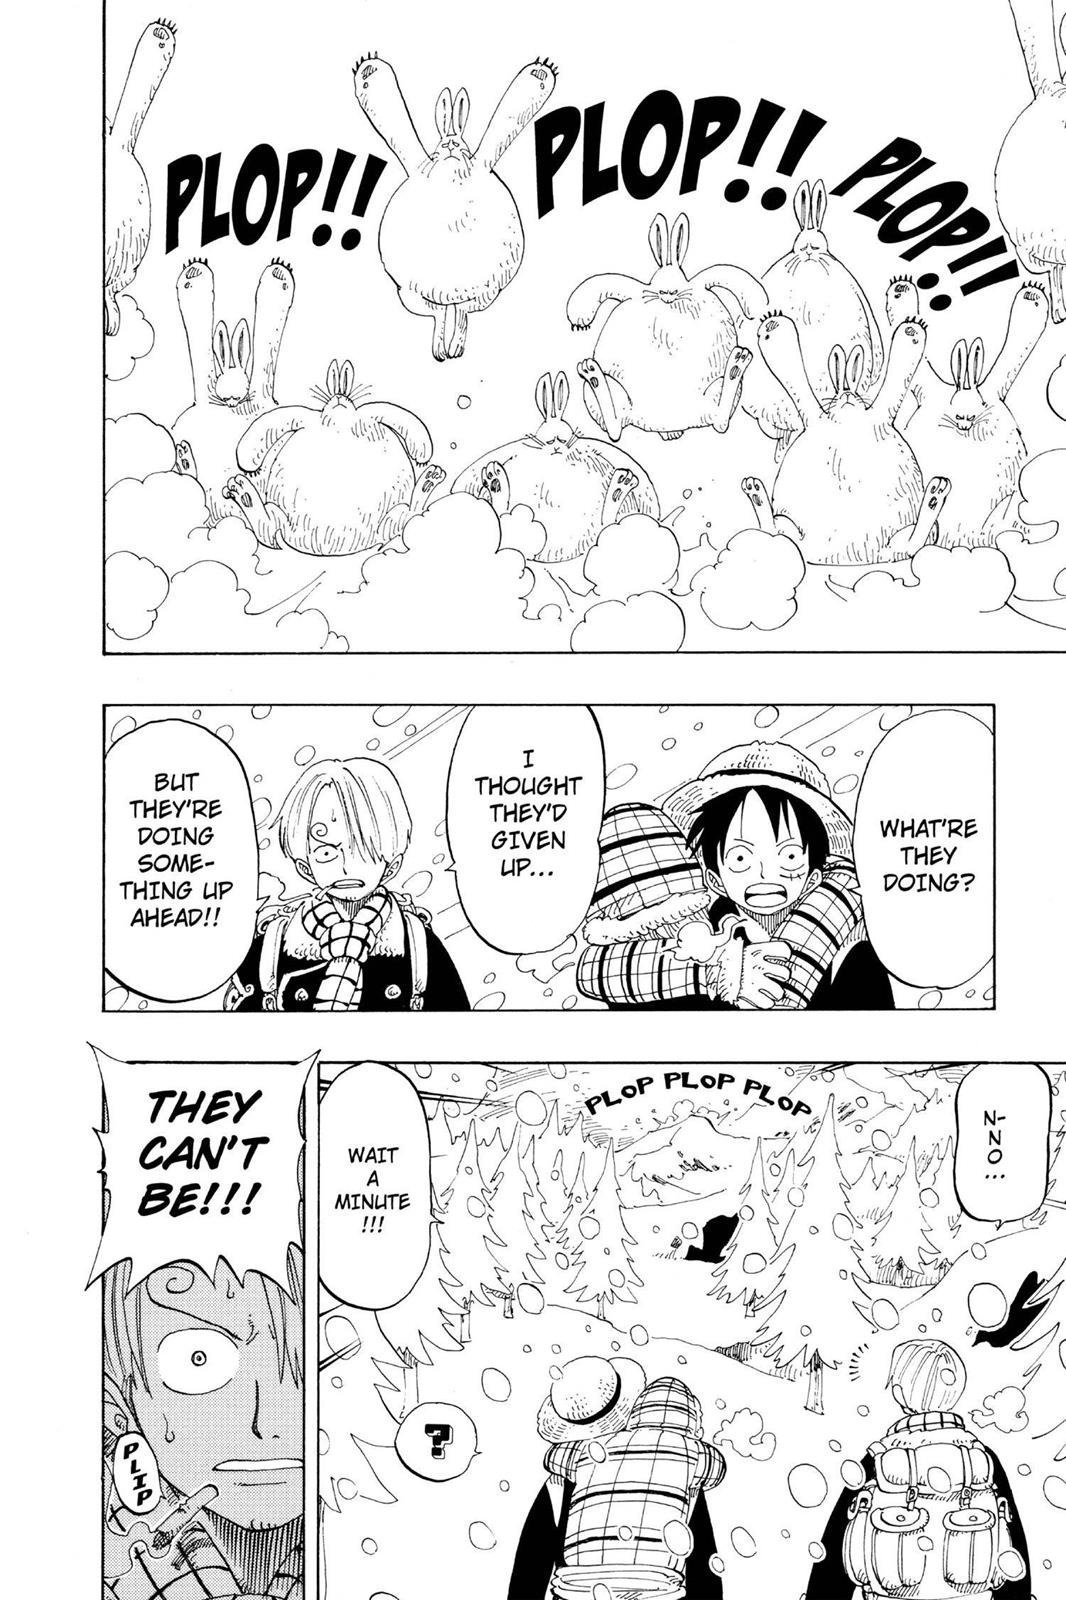 PLOP!!
PLOP!!
PLOP!!
WHAT'RE
THEY
DOING?
I
THOUGHT
THEY'D
GIVEN
UP...
BUT
THEY'RE
DOING
SOME-
THING UP
AHEAD!!
N-
NO...
PLOP PLOP PLOP
WAIT
A
MINUTE
!!!
?
THEY
CAN'T
BE!!!
PLIP